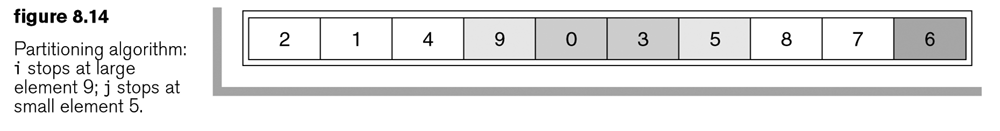 figure 8.14
Partitioning algorithm:
i stops at large
element 9; j stops at
small element 5.
2 1 4 9 0 3 5 8 7 6